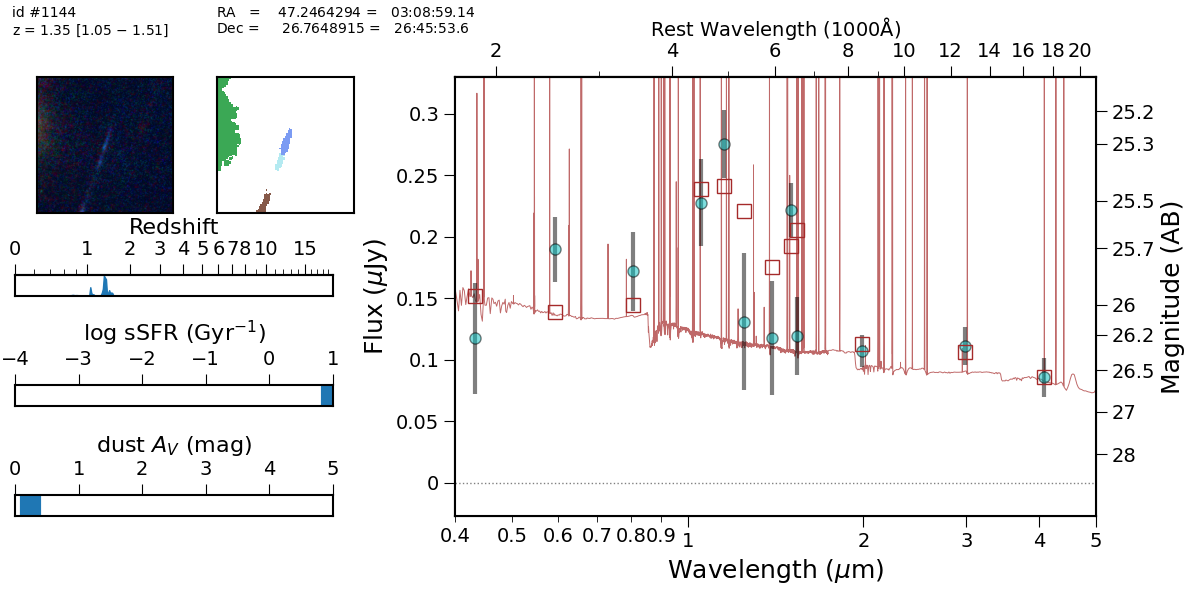 id #1144
z = 1.35 [1.05 − 1.51]
RA = 47.2464294 = 03:08:59.14
Dec = 26.7648915 = 26:45:53.6
Redshift
0 1 2 3 4 5 6 7 8 10 15
log sSFR (Gyr⁻¹)
−4 −3 −2 −1 0 1
dust A_V (mag)
0 1 2 3 4 5
Rest Wavelength (1000Å)
2 4 6 8 10 12 14 16 18 20
Flux (μJy)
0.3
0.25
0.2
0.15
0.1
0.05
0
25.2
25.3
25.5
25.7
26
26.2
26.5
27
28
Magnitude (AB)
0.4 0.5 0.6 0.7 0.8 0.9 1 2 3 4 5
Wavelength (μm)